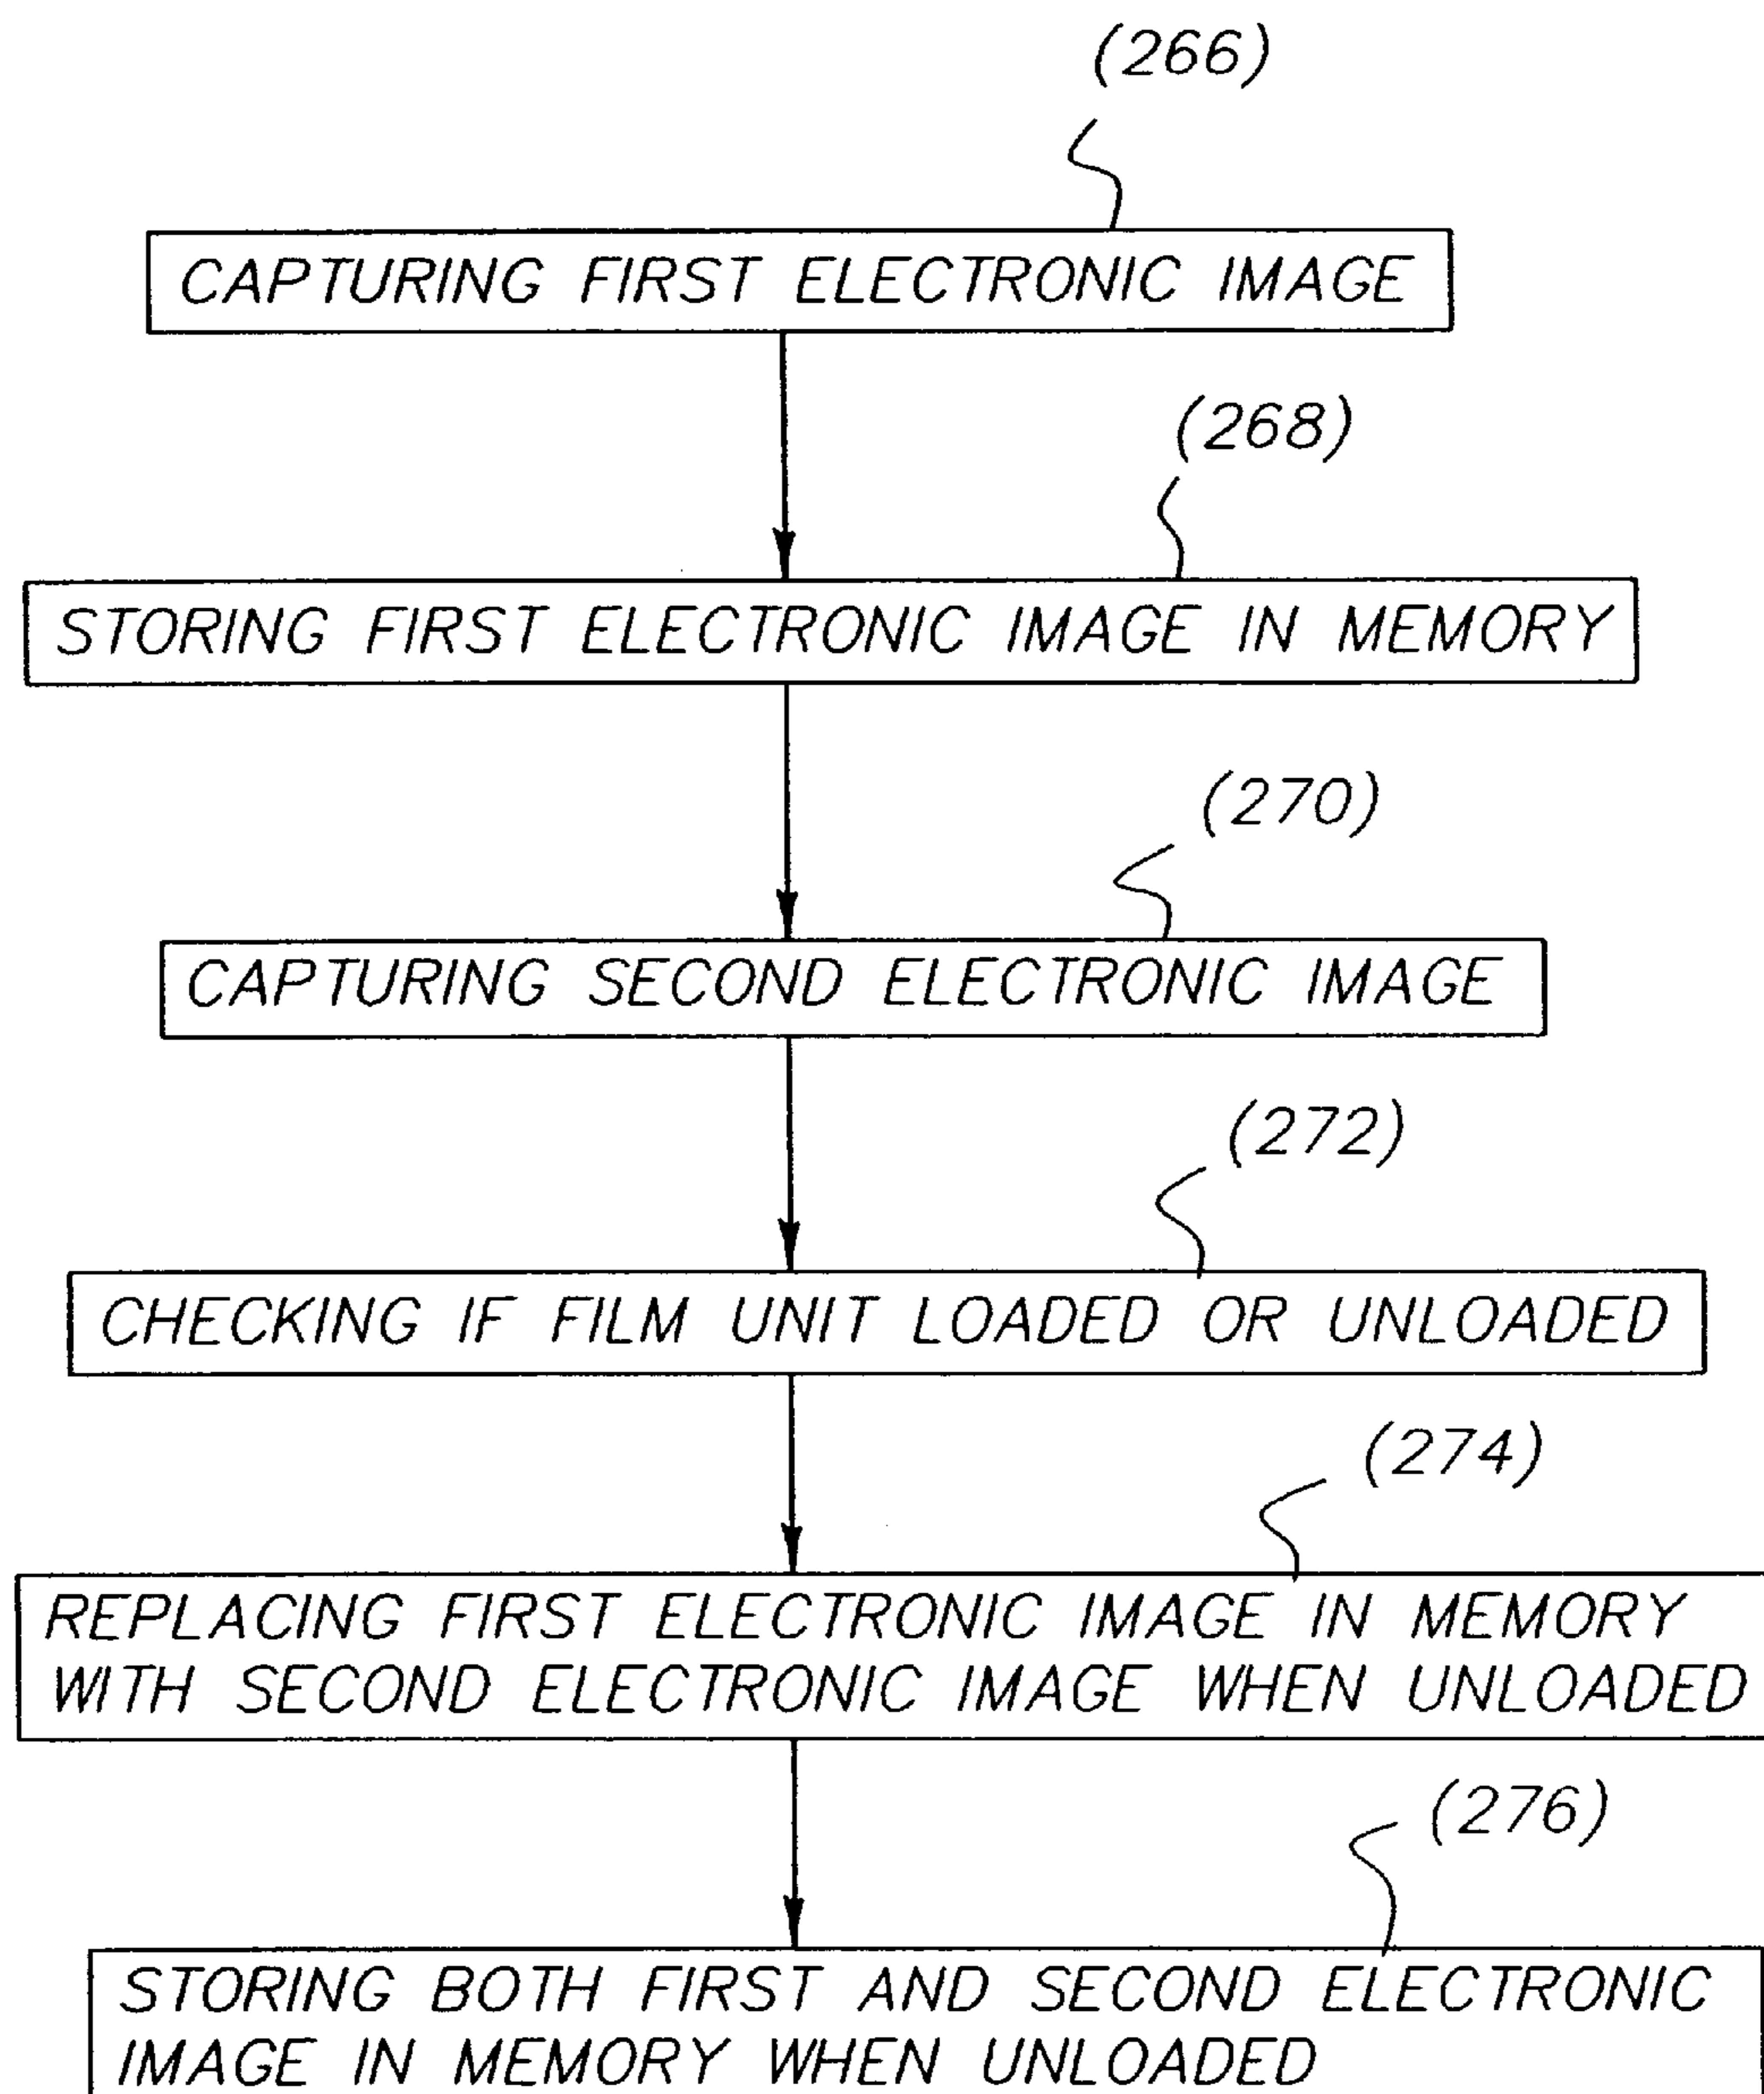 (266)
CAPTURING FIRST ELECTRONIC IMAGE
(268)
STORING FIRST ELECTRONIC IMAGE IN MEMORY
(270)
CAPTURING SECOND ELECTRONIC IMAGE
(272)
CHECKING IF FILM UNIT LOADED OR UNLOADED
(274)
REPLACING FIRST ELECTRONIC IMAGE IN MEMORY
WITH SECOND ELECTRONIC IMAGE WHEN UNLOADED
(276)
STORING BOTH FIRST AND SECOND ELECTRONIC
IMAGE IN MEMORY WHEN UNLOADED